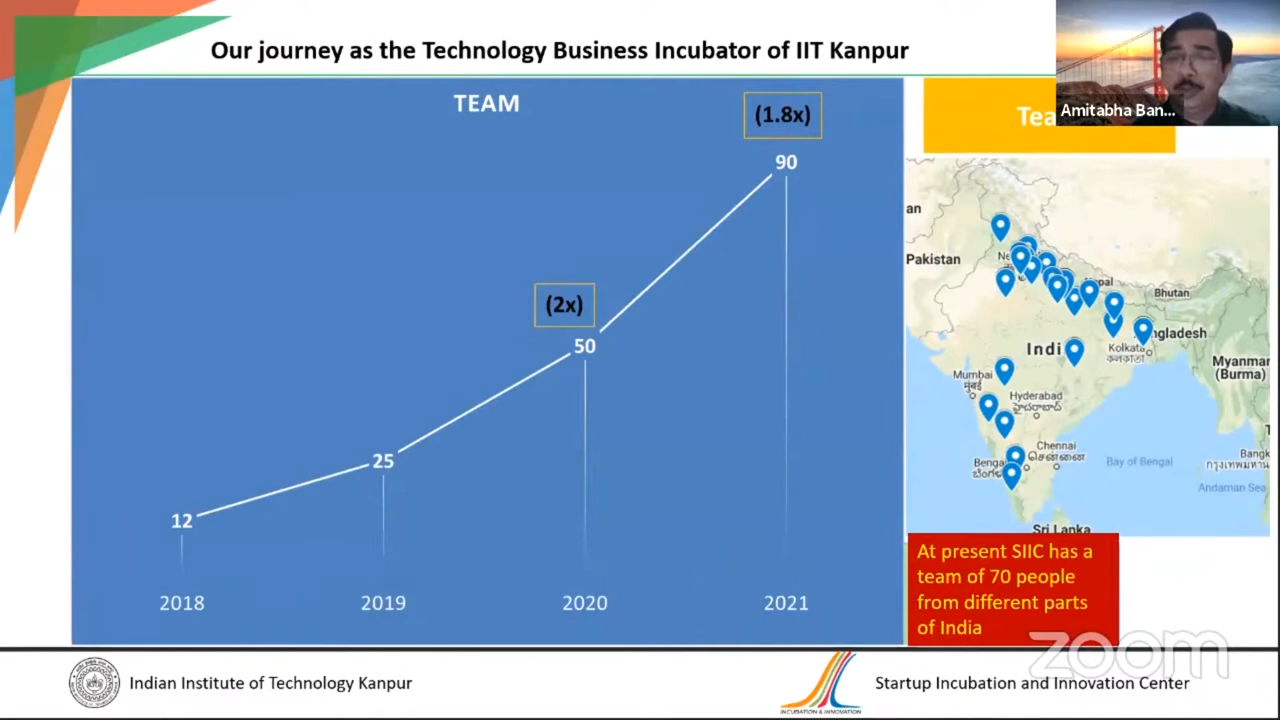 Our journey as the Technology Business Incubator of IIT Kanpur
Amitabha Ban...
TEAM
(1.8x)
90
(2x)
50
25
12
2018
2019
2020
2021
Pakistan
Bhutan
Kolkata
Mumbai
मुंबई
Hyderabad
Myanmar
(Burma)
Chennai
சென்னை
Bay of Bengal
Andaman Sea
Sri Lanka
At present SIIC has a
team of 70 people
from different parts
of India
zoom
Indian Institute of Technology Kanpur
INCUBATION & INNOVATION
Startup Incubation and Innovation Center